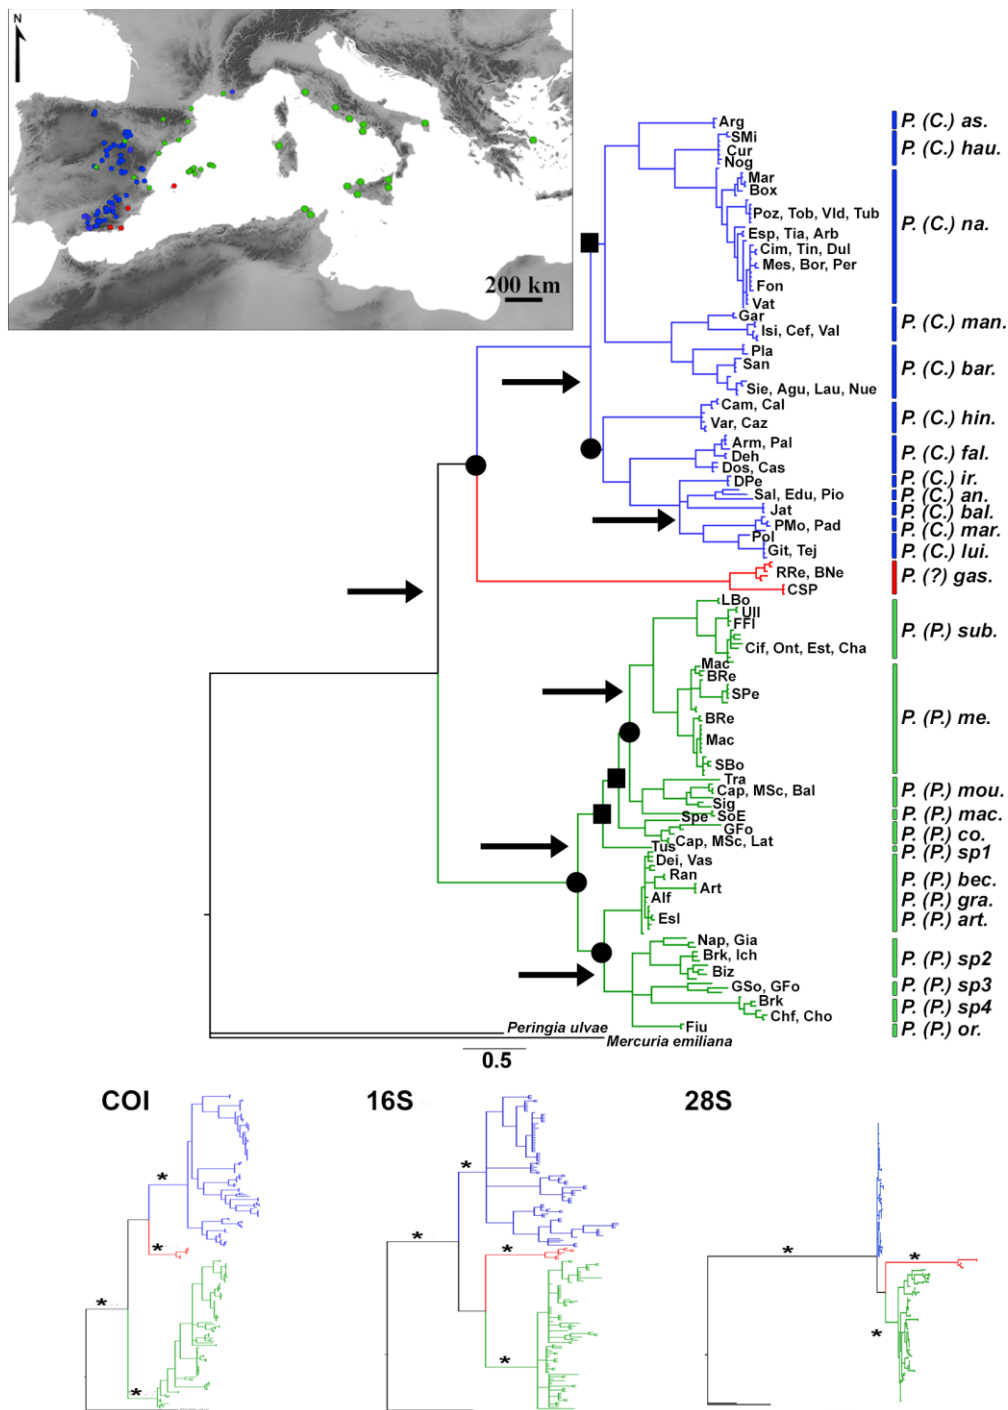 N
200 km
Arg
SMi
Cur
Nog
Mar
Box
Poz, Tob, Vld, Tub
Esp, Tia, Arb
Cim, Tin, Dul
Mes, Bor, Per
Fon
Vat
Gar
Isi, Cef, Val
Pla
San
Sie, Agu, Lau, Nue
Cam, Cal
Var, Caz
Arm, Pal
Deh
Dos, Cas
DPe
Sal, Edu, Pio
Jat
PMo, Pad
Pol
Git, Tej
RRe, BNe
CSP
LBo
Ull
FFl
Cif, Ont, Est, Cha
Mac
BRe
SPe
BRe
Mac
SBo
Tra
Cap, MSc, Bal
Sig
SoE
Spe
GFo
Cap, MSc, Lat
Tus
Dei, Vas
Ran
Art
Alf
Esl
Nap, Gia
Brk, Ich
Biz
GSo, GFo
Brk
Chf, Cho
Fiu
Peringia ulvae
Mercuria emiliana
0.5
P. (C.) as.
P. (C.) hau.
P. (C.) na.
P. (C.) man.
P. (C.) bar.
P. (C.) hin.
P. (C.) fal.
P. (C.) ir.
P. (C.) an.
P. (C.) bal.
P. (C.) mar.
P. (C.) lui.
P. (?) gas.
P. (P.) sub.
P. (P.) me.
P. (P.) mou.
P. (P.) mac.
P. (P.) co.
P. (P.) sp1
P. (P.) bec.
P. (P.) gra.
P. (P.) art.
P. (P.) sp2
P. (P.) sp3
P. (P.) sp4
P. (P.) or.
COI
16S
28S
*
*
*
*
*
*
*
*
*
*
*